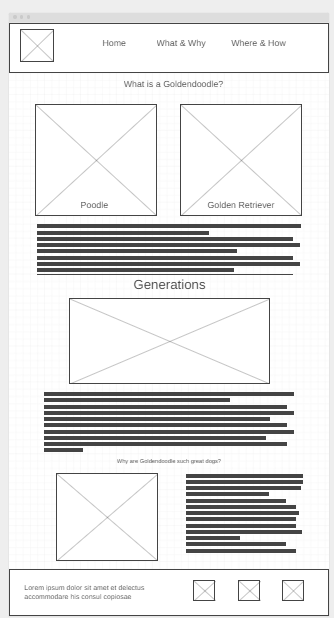 Home What & Why Where & How
What is a Goldendoodle?
Poodle Golden Retriever
Generations
Why are Goldendoodle such great dogs?
Lorem ipsum dolor sit amet et delectus
accommodare his consul copiosae